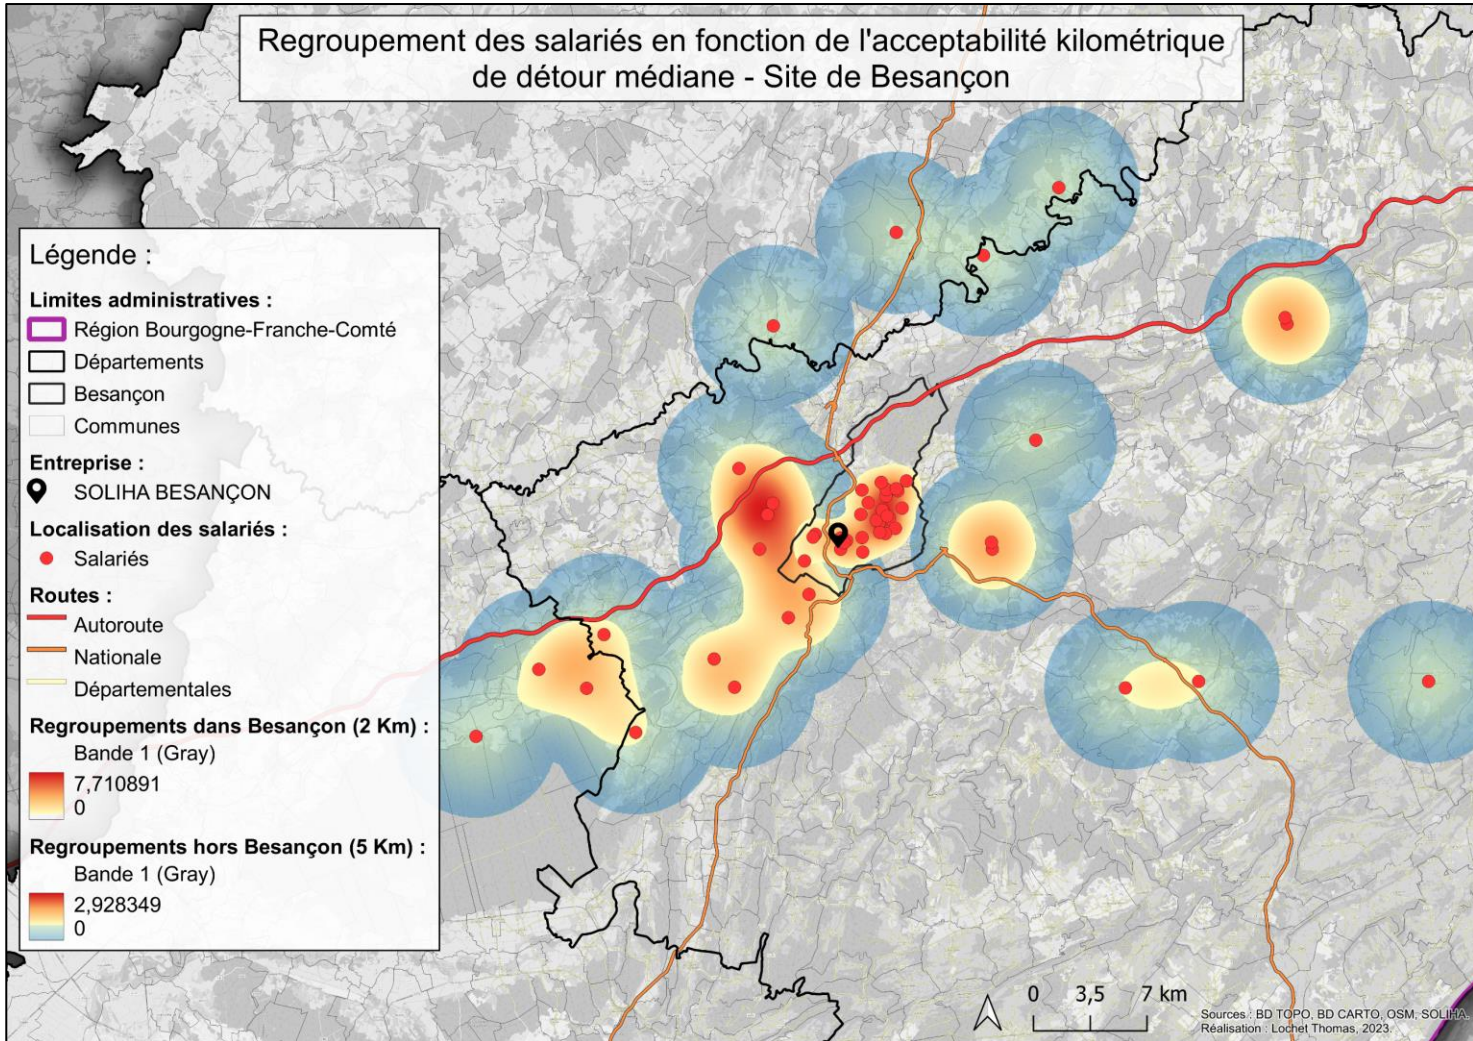 Regroupement des salariés en fonction de l'acceptabilité kilométrique
de détour médiane - Site de Besançon
Légende :
Limites administratives :
Région Bourgogne-Franche-Comté
Départements
Besançon
Communes
Entreprise :
SOLIHA BESANÇON
Localisation des salariés :
Salariés
Routes :
Autoroute
Nationale
Départementales
Regroupements dans Besançon (2 Km) :
Bande 1 (Gray)
7,710891
0
Regroupements hors Besançon (5 Km) :
Bande 1 (Gray)
2,928349
0
0 3,5 7 km
Sources : BD TOPO, BD CARTO, OSM, SOLIHA.
Réalisation : Lochet Thomas, 2023.